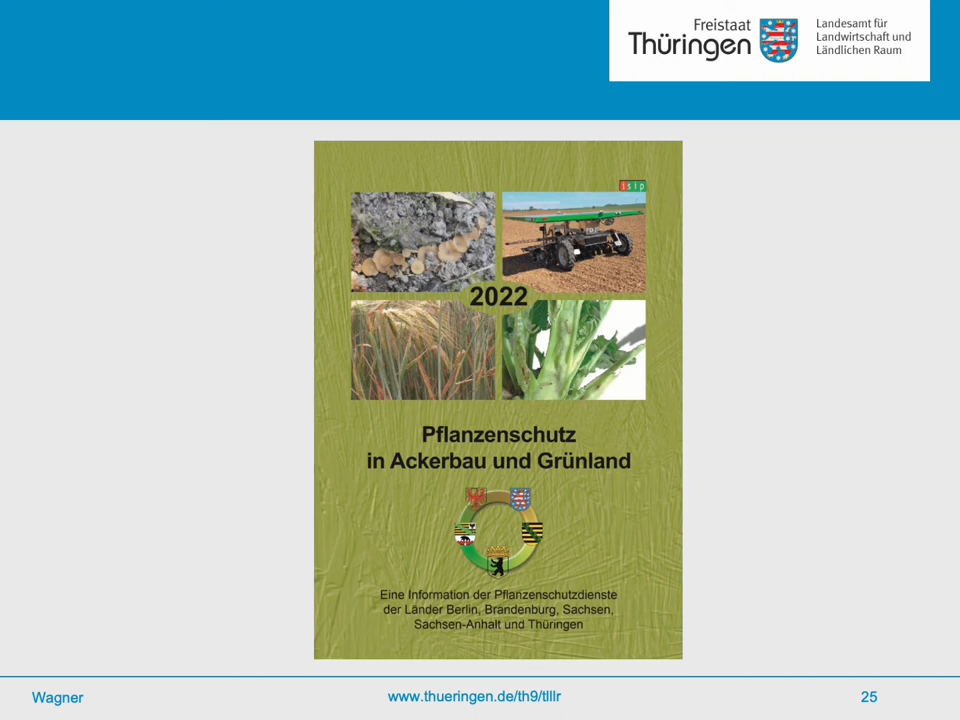 Freistaat
Thüringen
Landesamt für
Landwirtschaft und
Ländlichen Raum
isip
2022
Pflanzenschutz
in Ackerbau und Grünland
Eine Information der Pflanzenschutzdienste
der Länder Berlin, Brandenburg, Sachsen,
Sachsen-Anhalt und Thüringen
Wagner
www.thueringen.de/th9/tlllr
25